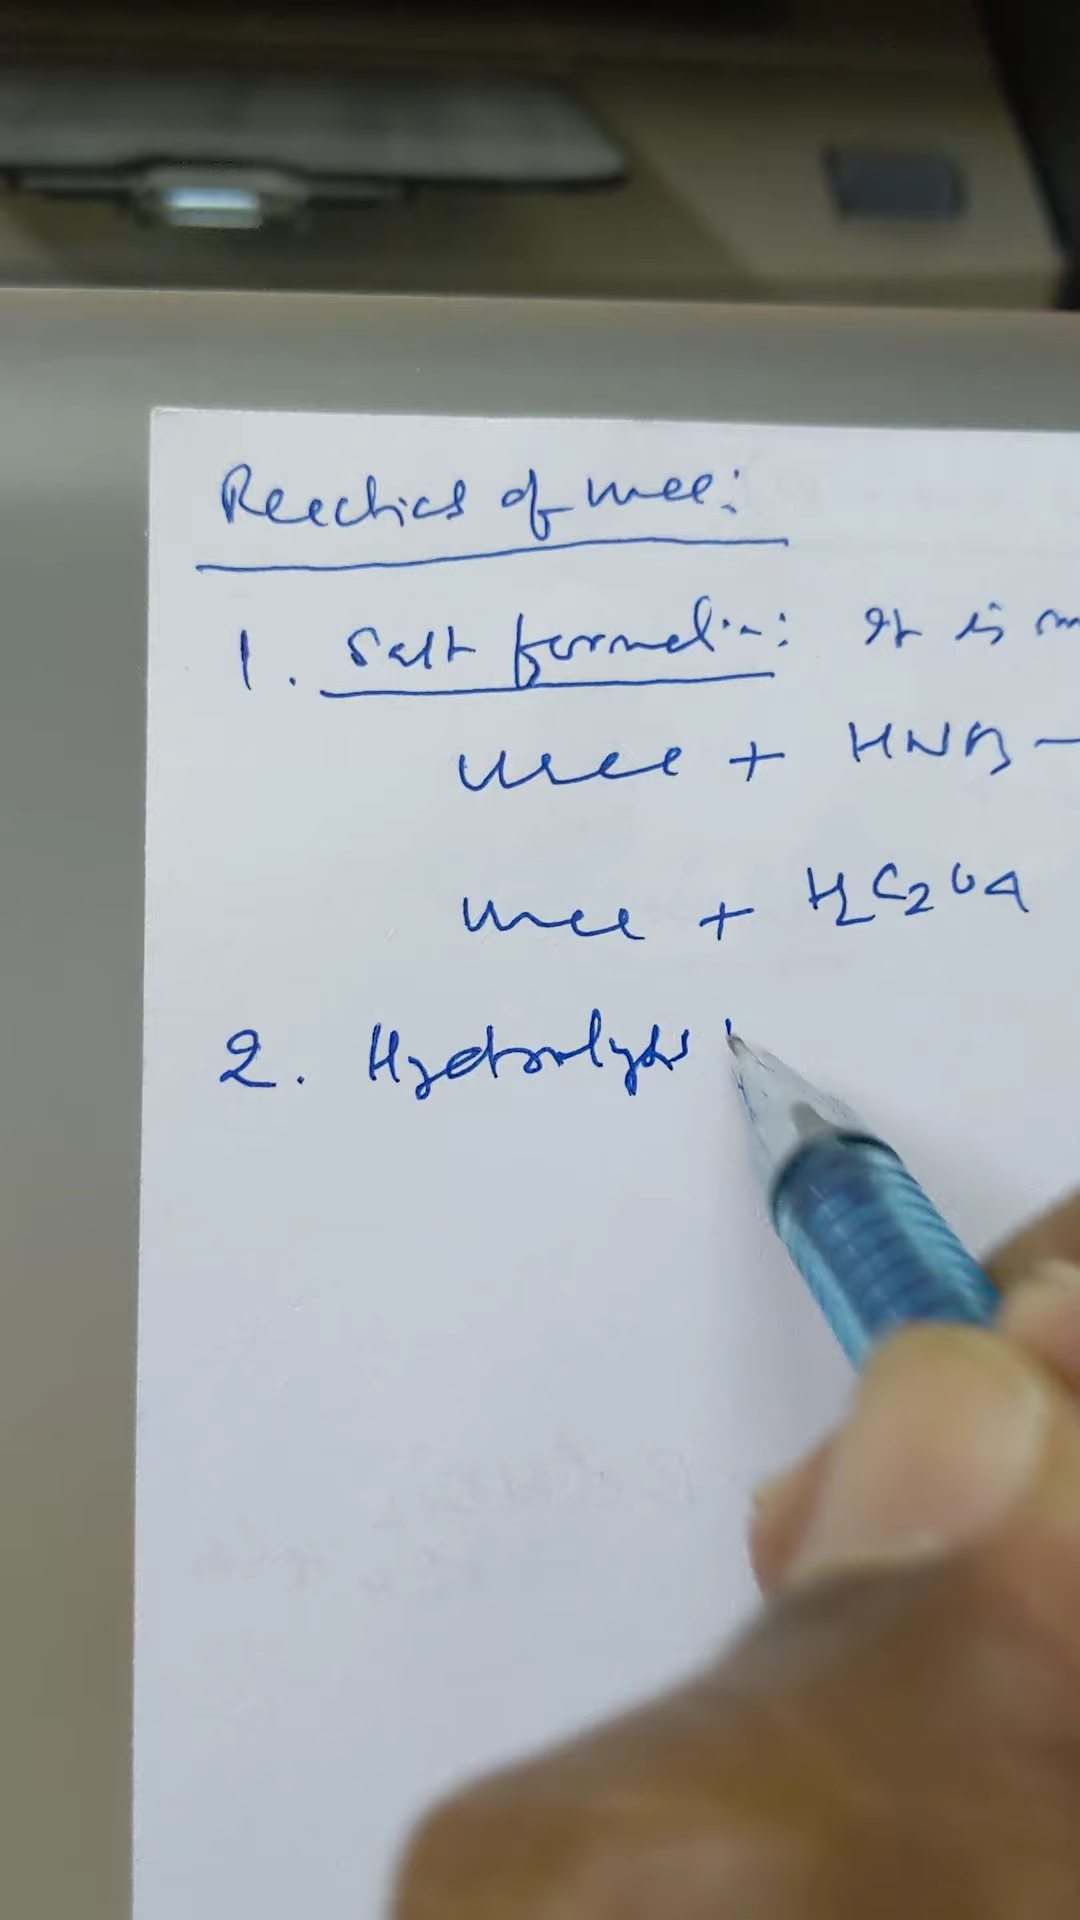 Reactions of urea:
1. Salt formation: It is m
Urea + HNO3 —
Urea + H2C2O4
2. Hydrolysis